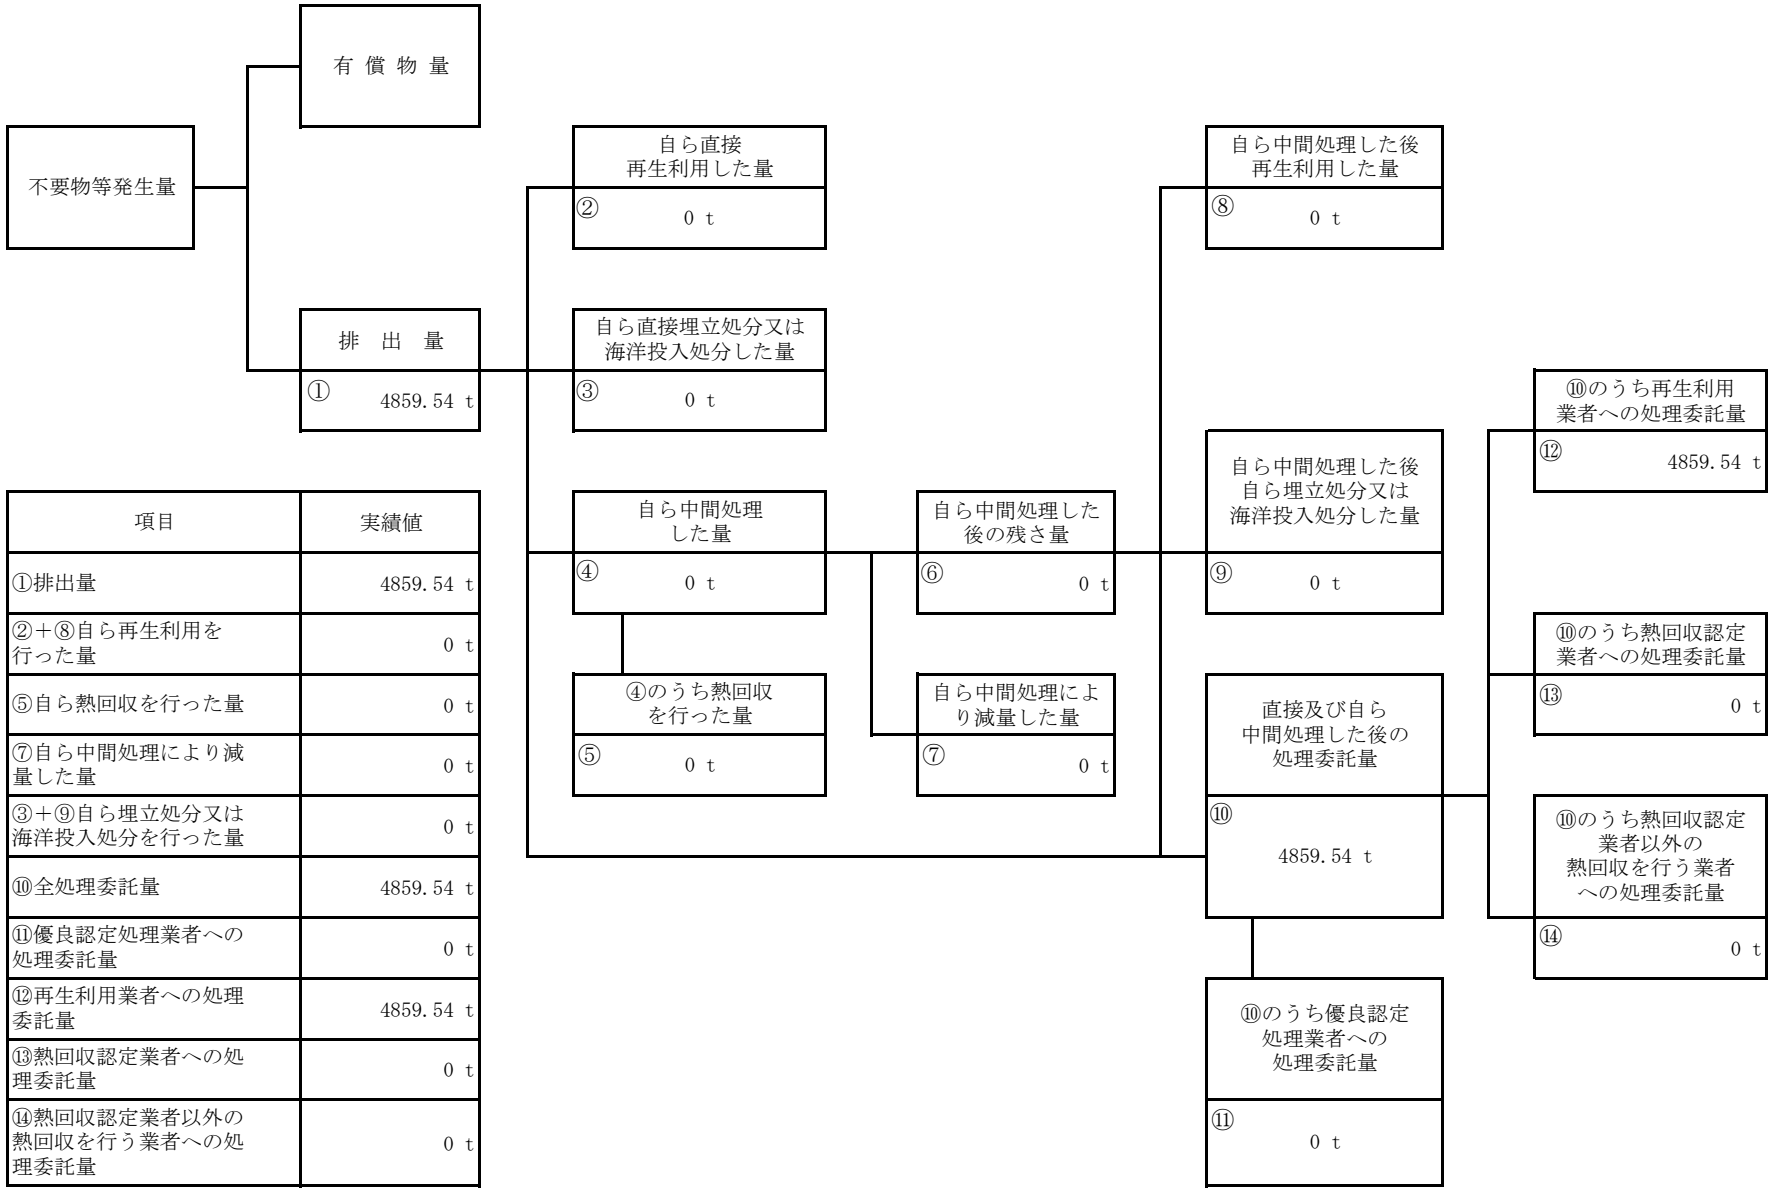 有 償 物 量
不要物等発生量
自ら直接
再生利用した量
② 0 t
自ら中間処理した後
再生利用した量
⑧ 0 t
排 出 量
① 4859.54 t
自ら直接埋立処分又は
海洋投入処分した量
③ 0 t
⑩のうち再生利用
業者への処理委託量
⑫ 4859.54 t
自ら中間処理
した量
④ 0 t
自ら中間処理した
後の残さ量
⑥ 0 t
自ら中間処理した後
自ら埋立処分又は
海洋投入処分した量
⑨ 0 t
④のうち熱回収
を行った量
⑤ 0 t
自ら中間処理によ
り減量した量
⑦ 0 t
直接及び自ら
中間処理した後の
処理委託量
⑩
4859.54 t
⑩のうち熱回収認定
業者への処理委託量
⑬ 0 t
⑩のうち熱回収認定
業者以外の
熱回収を行う業者
への処理委託量
⑭ 0 t
⑩のうち優良認定
処理業者への
処理委託量
⑪ 0 t
項目 実績値
①排出量 4859.54 t
②+⑧自ら再生利用を
行った量 0 t
⑤自ら熱回収を行った量 0 t
⑦自ら中間処理により減
量した量 0 t
③+⑨自ら埋立処分又は
海洋投入処分を行った量 0 t
⑩全処理委託量 4859.54 t
⑪優良認定処理業者への
処理委託量 0 t
⑫再生利用業者への処理
委託量 4859.54 t
⑬熱回収認定業者への処
理委託量 0 t
⑭熱回収認定業者以外の
熱回収を行う業者への処
理委託量 0 t